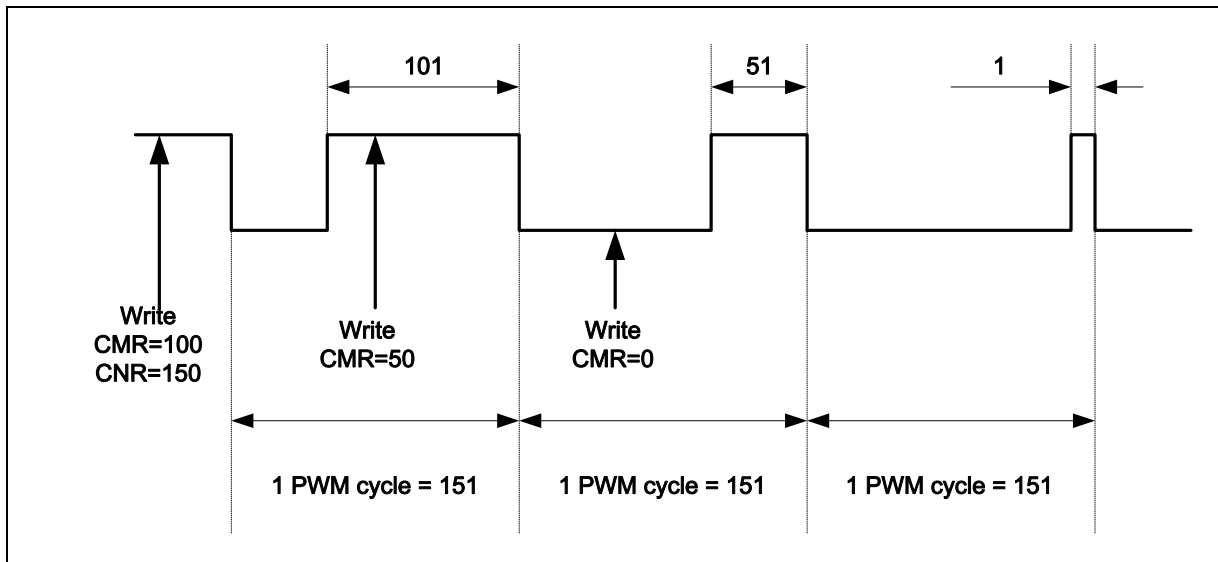 101
51
1
Write
CMR=100
CNR=150
Write
CMR=50
Write
CMR=0
1 PWM cycle = 151
1 PWM cycle = 151
1 PWM cycle = 151